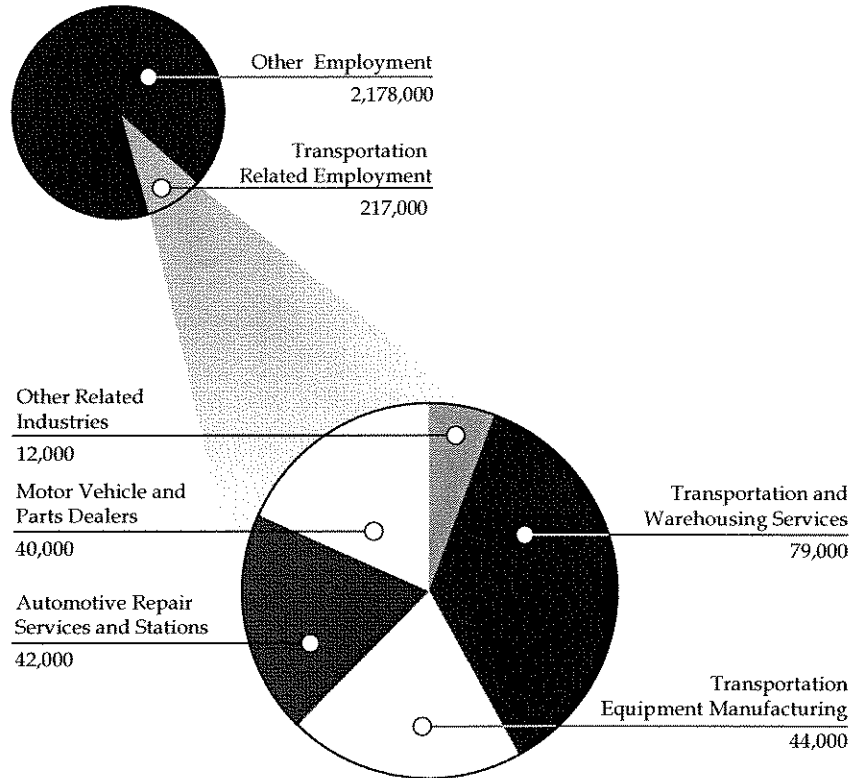 Other Employment
2,178,000
Transportation
Related Employment
217,000
Other Related
Industries
12,000
Motor Vehicle and
Parts Dealers
40,000
Automotive Repair
Services and Stations
42,000
Transportation and
Warehousing Services
79,000
Transportation
Equipment Manufacturing
44,000